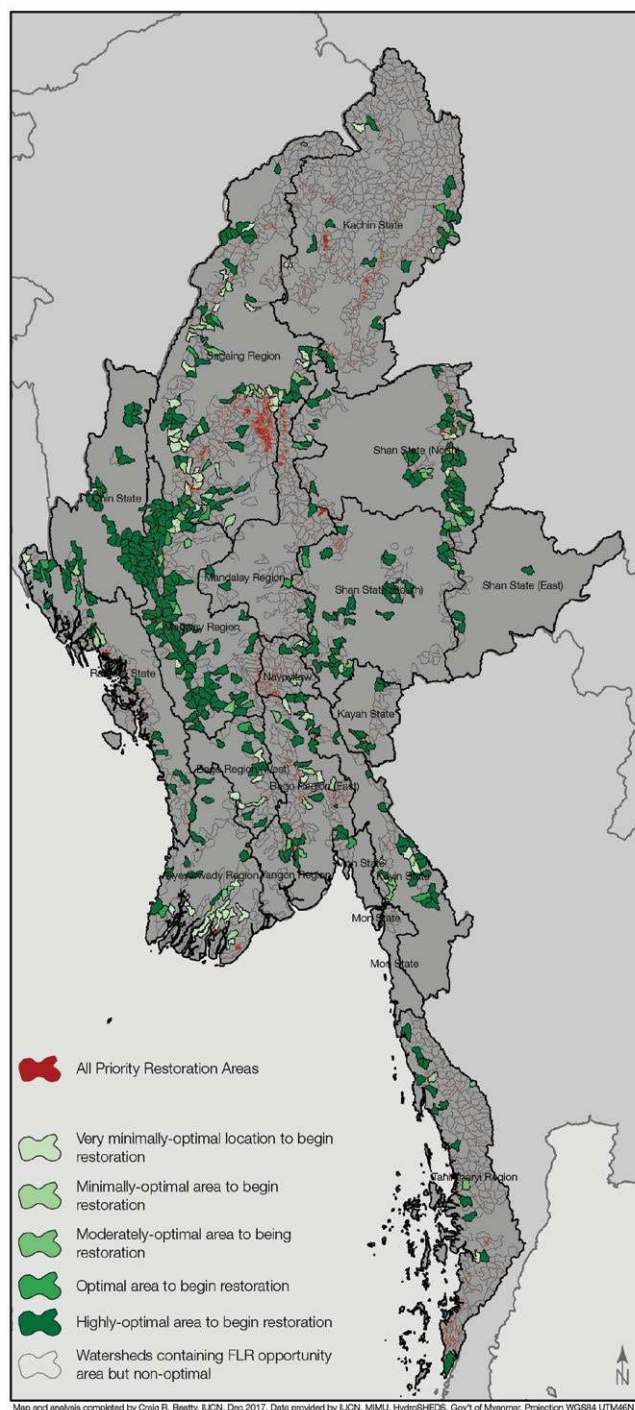 Kachin State
Sagaing Region
Shan State (North)
Chin State
Mandalay Region
Shan State (South)
Shan State (East)
Magway Region
Rakhine State
Naypyitaw
Kayah State
Bago Region (West)
Bago Region (East)
Ayeyarwady Region
Yangon Region
Mon State
Kayin State
Mon State
Mon State
Tanintharyi Region
All Priority Restoration Areas
Very minimally-optimal location to begin
restoration
Minimally-optimal area to begin
restoration
Moderately-optimal area to being
restoration
Optimal area to begin restoration
Highly-optimal area to begin restoration
Watersheds containing FLR opportunity
area but non-optimal
N
Map and analysis completed by Craig R. Beatty, IUCN, Dec 2017. Data provided by IUCN, MIMU, HydroSHEDS, Gov't of Myanmar. Projection WGS84 UTM46N